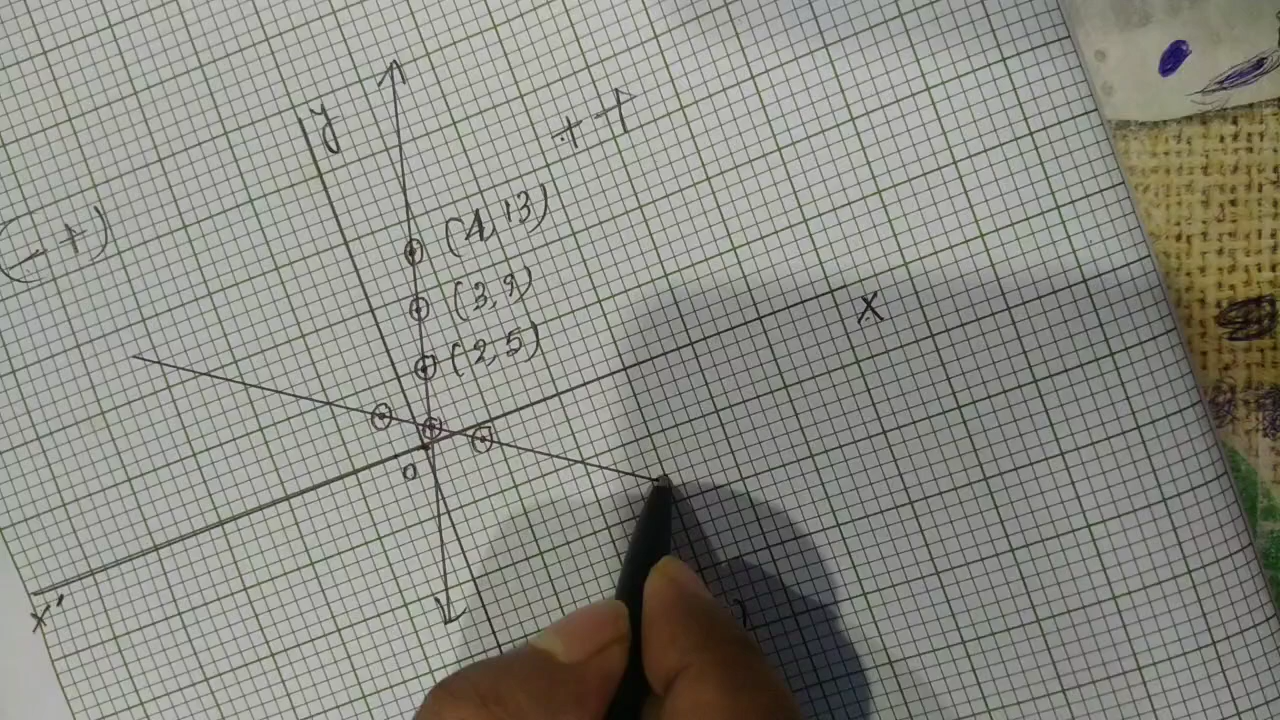 y
+ +
(- +)
(4, 13)
(3, 9)
(2, 5)
X
O
X'